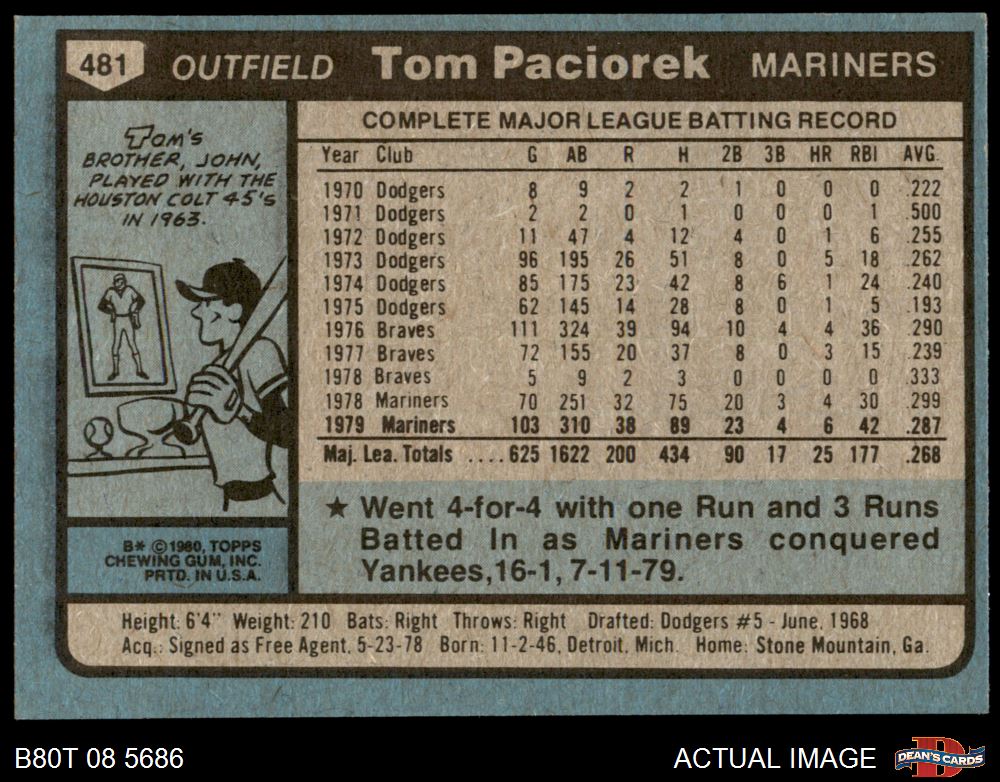 481 OUTFIELD Tom Paciorek MARINERS
Tom's
BROTHER, JOHN,
PLAYED WITH THE
HOUSTON COLT 45's
IN 1963.
COMPLETE MAJOR LEAGUE BATTING RECORD
Year Club G AB R H 2B 3B HR RBI AVG.
1970 Dodgers 8 9 2 2 1 0 0 0 .222
1971 Dodgers 2 2 0 1 0 0 0 1 .500
1972 Dodgers 11 47 4 12 4 0 1 6 .255
1973 Dodgers 96 195 26 51 8 0 5 18 .262
1974 Dodgers 85 175 23 42 8 6 1 24 .240
1975 Dodgers 62 145 14 28 8 0 1 5 .193
1976 Braves 111 324 39 94 10 4 4 36 .290
1977 Braves 72 155 20 37 8 0 3 15 .239
1978 Braves 5 9 2 3 0 0 0 0 .333
1978 Mariners 70 251 32 75 20 3 4 30 .299
1979 Mariners 103 310 38 89 23 4 6 42 .287
Maj. Lea. Totals ....625 1622 200 434 90 17 25 177 .268
★ Went 4-for-4 with one Run and 3 Runs
Batted In as Mariners conquered
Yankees,16-1, 7-11-79.
B* ©1980, TOPPS
CHEWING GUM, INC.
PRTD. IN U.S.A.
Height: 6'4" Weight: 210 Bats: Right Throws: Right Drafted: Dodgers #5 - June, 1968
Acq.: Signed as Free Agent, 5-23-78 Born: 11-2-46, Detroit, Mich. Home: Stone Mountain, Ga.
B80T 08 5686 ACTUAL IMAGE DEAN'S CARDS